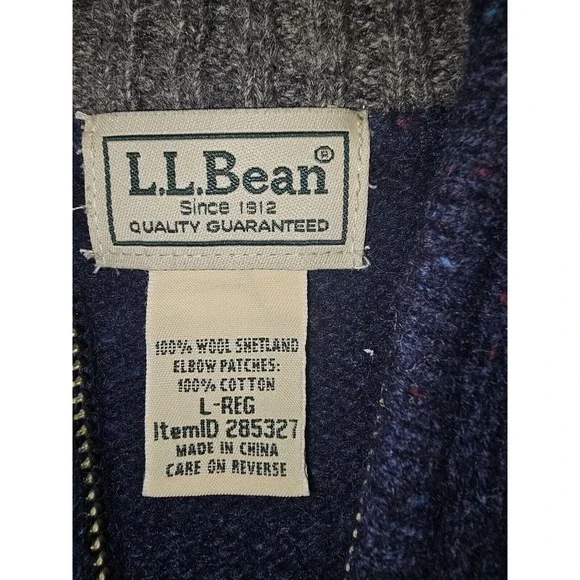 L.L.Bean®
Since 1912
QUALITY GUARANTEED
100% WOOL SHETLAND
ELBOW PATCHES:
100% COTTON
L-REG
ItemID 285327
MADE IN CHINA
CARE ON REVERSE